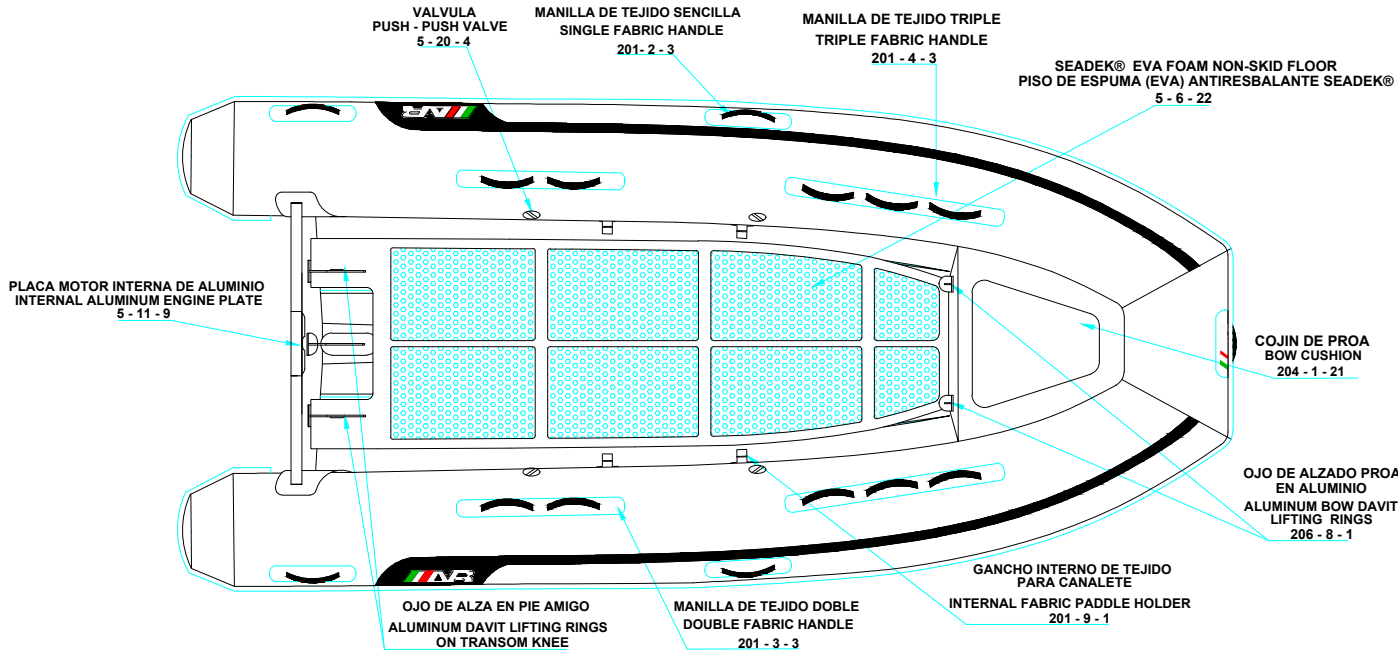 VALVULA
PUSH - PUSH VALVE
5 - 20 - 4
MANILLA DE TEJIDO SENCILLA
SINGLE FABRIC HANDLE
201- 2 - 3
MANILLA DE TEJIDO TRIPLE
TRIPLE FABRIC HANDLE
201 - 4 - 3
SEADEK® EVA FOAM NON-SKID FLOOR
PISO DE ESPUMA (EVA) ANTIRESBALANTE SEADEK®
5 - 6 - 22
AB
PLACA MOTOR INTERNA DE ALUMINIO
INTERNAL ALUMINUM ENGINE PLATE
5 - 11 - 9
COJIN DE PROA
BOW CUSHION
204 - 1 - 21
OJO DE ALZADO PROA
EN ALUMINIO
ALUMINUM BOW DAVIT
LIFTING RINGS
206 - 8 - 1
AB
OJO DE ALZA EN PIE AMIGO
ALUMINUM DAVIT LIFTING RINGS
ON TRANSOM KNEE
MANILLA DE TEJIDO DOBLE
DOUBLE FABRIC HANDLE
201 - 3 - 3
GANCHO INTERNO DE TEJIDO
PARA CANALETE
INTERNAL FABRIC PADDLE HOLDER
201 - 9 - 1